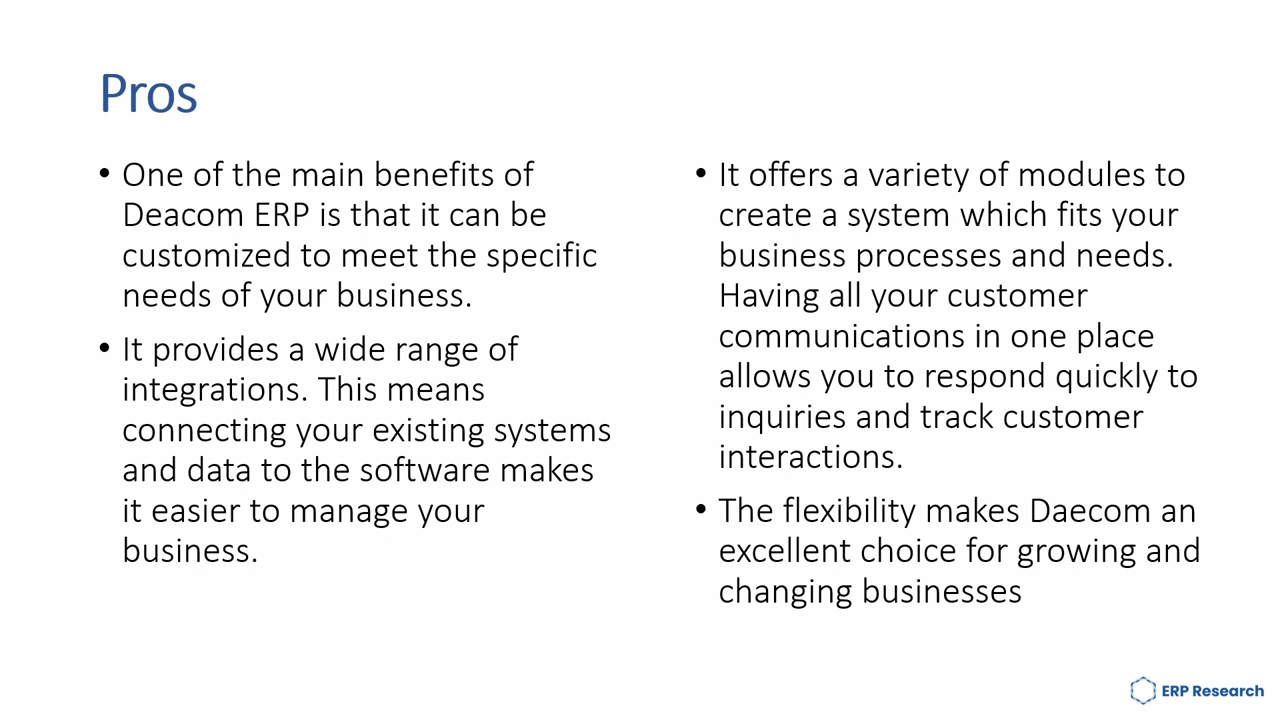 Pros
• One of the main benefits of
Deacom ERP is that it can be
customized to meet the specific
needs of your business.
• It provides a wide range of
integrations. This means
connecting your existing systems
and data to the software makes
it easier to manage your
business.
• It offers a variety of modules to
create a system which fits your
business processes and needs.
Having all your customer
communications in one place
allows you to respond quickly to
inquiries and track customer
interactions.
• The flexibility makes Daecom an
excellent choice for growing and
changing businesses
ERP Research